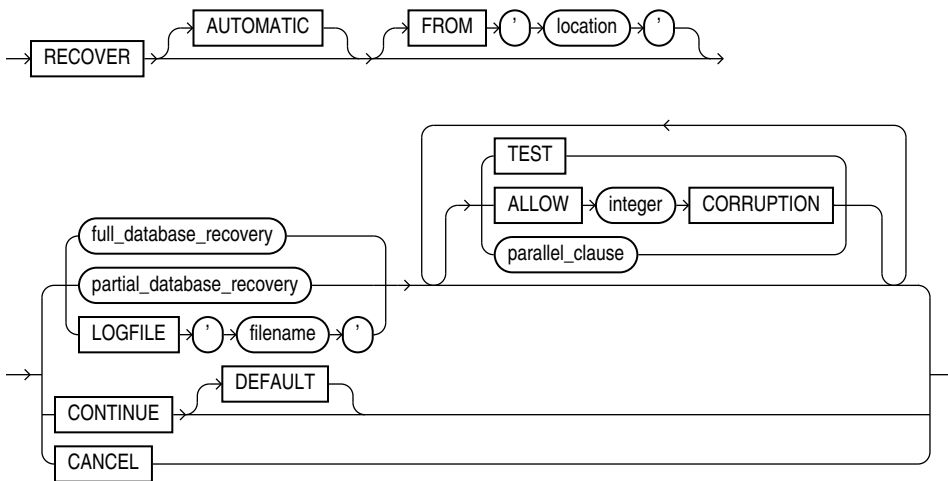 AUTOMATIC FROM ' location '
RECOVER
TEST
ALLOW integer CORRUPTION
full_database_recovery parallel_clause
partial_database_recovery
LOGFILE ' filename '
DEFAULT
CONTINUE
CANCEL